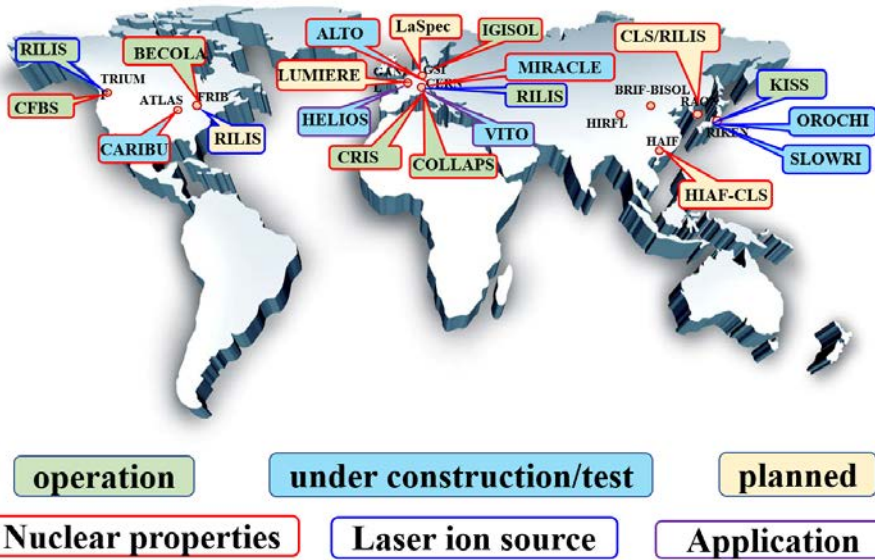 LaSpec
ALTO
IGISOL
CLS/RILIS
RILIS
BECOLA
GSI
TRIUM
F
LUMIERE
GAN
L
CERN
MIRACLE
KISS
BRIF-BISOL
CFBS
ATLAS
FRIB
RILIS
RAON
HIRFL
RIKEN
OROCHI
HELIOS
VITO
CARIBU
RILIS
HAIF
SLOWRI
CRIS
COLLAPS
HIAF-CLS
operation
under construction/test
planned
Nuclear properties
Laser ion source
Application